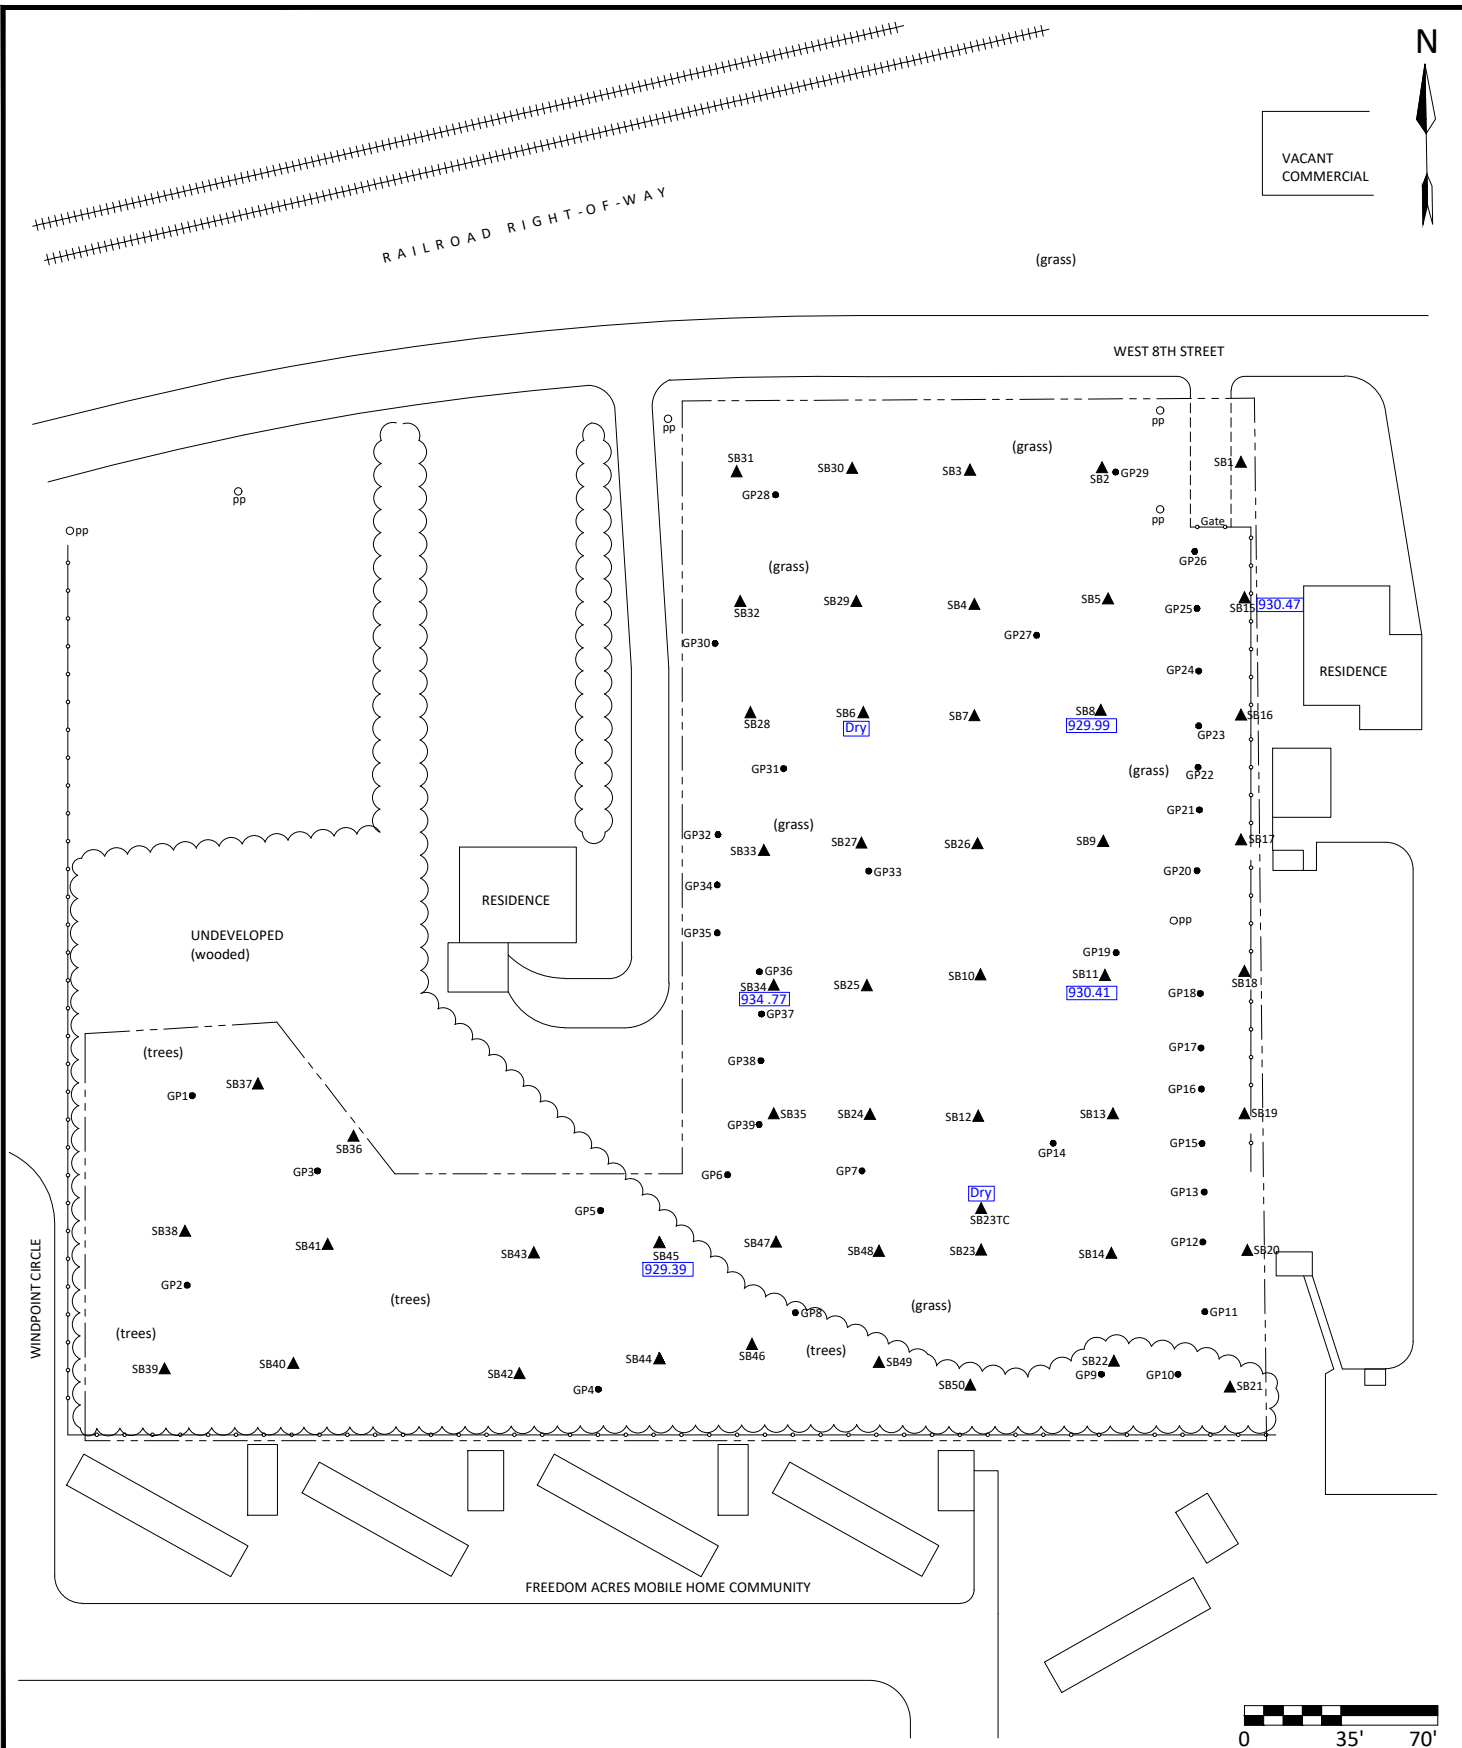 N
VACANT
COMMERCIAL
RAILROAD RIGHT-OF-WAY
(grass)
WEST 8TH STREET
pp
pp
(grass)
SB31
SB30
SB3
SB2
GP29
SB1
GP28
pp
pp
pp
Gate
GP26
(grass)
SB32
SB29
SB4
SB5
GP25
SB15
930.47
GP30
GP27
GP24
RESIDENCE
SB28
SB6
Dry
SB7
SB8
929.99
SB16
GP23
GP31
(grass)
GP22
GP21
(grass)
GP32
SB33
SB27
SB26
SB9
SB17
GP33
GP20
GP34
RESIDENCE
pp
GP35
UNDEVELOPED
(wooded)
GP19
GP36
SB34
934 .77
SB25
SB10
SB11
930.41
SB18
GP18
GP37
(trees)
GP38
GP17
SB37
GP1
GP16
SB35
SB24
SB12
SB13
SB19
GP39
SB36
GP14
GP15
GP3
GP6
GP7
Dry
SB23TC
GP13
GP5
SB38
SB41
SB43
SB45
929.39
SB47
SB48
SB23
SB14
GP12
SB20
GP2
WINDPOINT CIRCLE
(trees)
(grass)
GP8
GP11
(trees)
SB39
SB40
SB42
SB44
SB46
(trees)
SB49
SB22
GP4
SB50
GP9
GP10
SB21
FREEDOM ACRES MOBILE HOME COMMUNITY
0 35' 70'